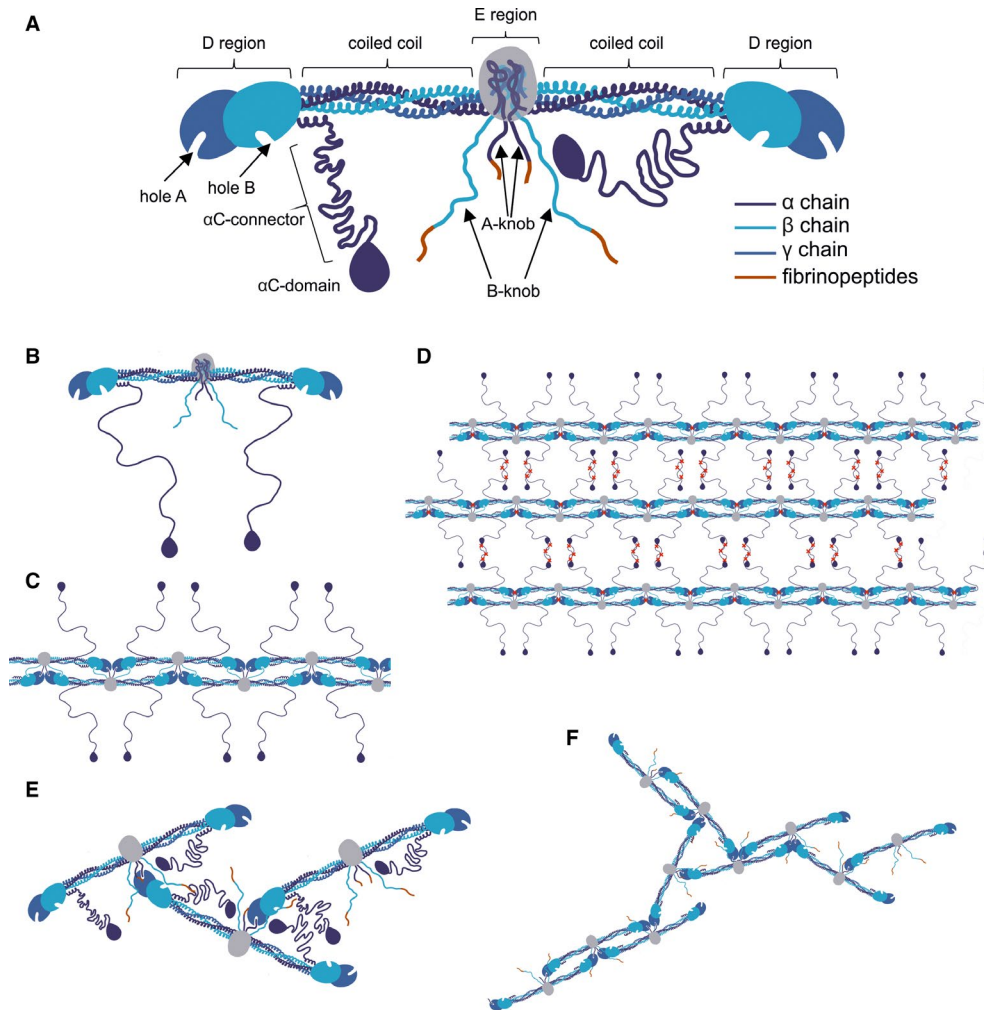 A
E region
D region
coiled coil
coiled coil
D region
hole A
hole B
αC-connector
αC-domain
A-knob
B-knob
α chain
β chain
γ chain
fibrinopeptides
B
D
C
E
F